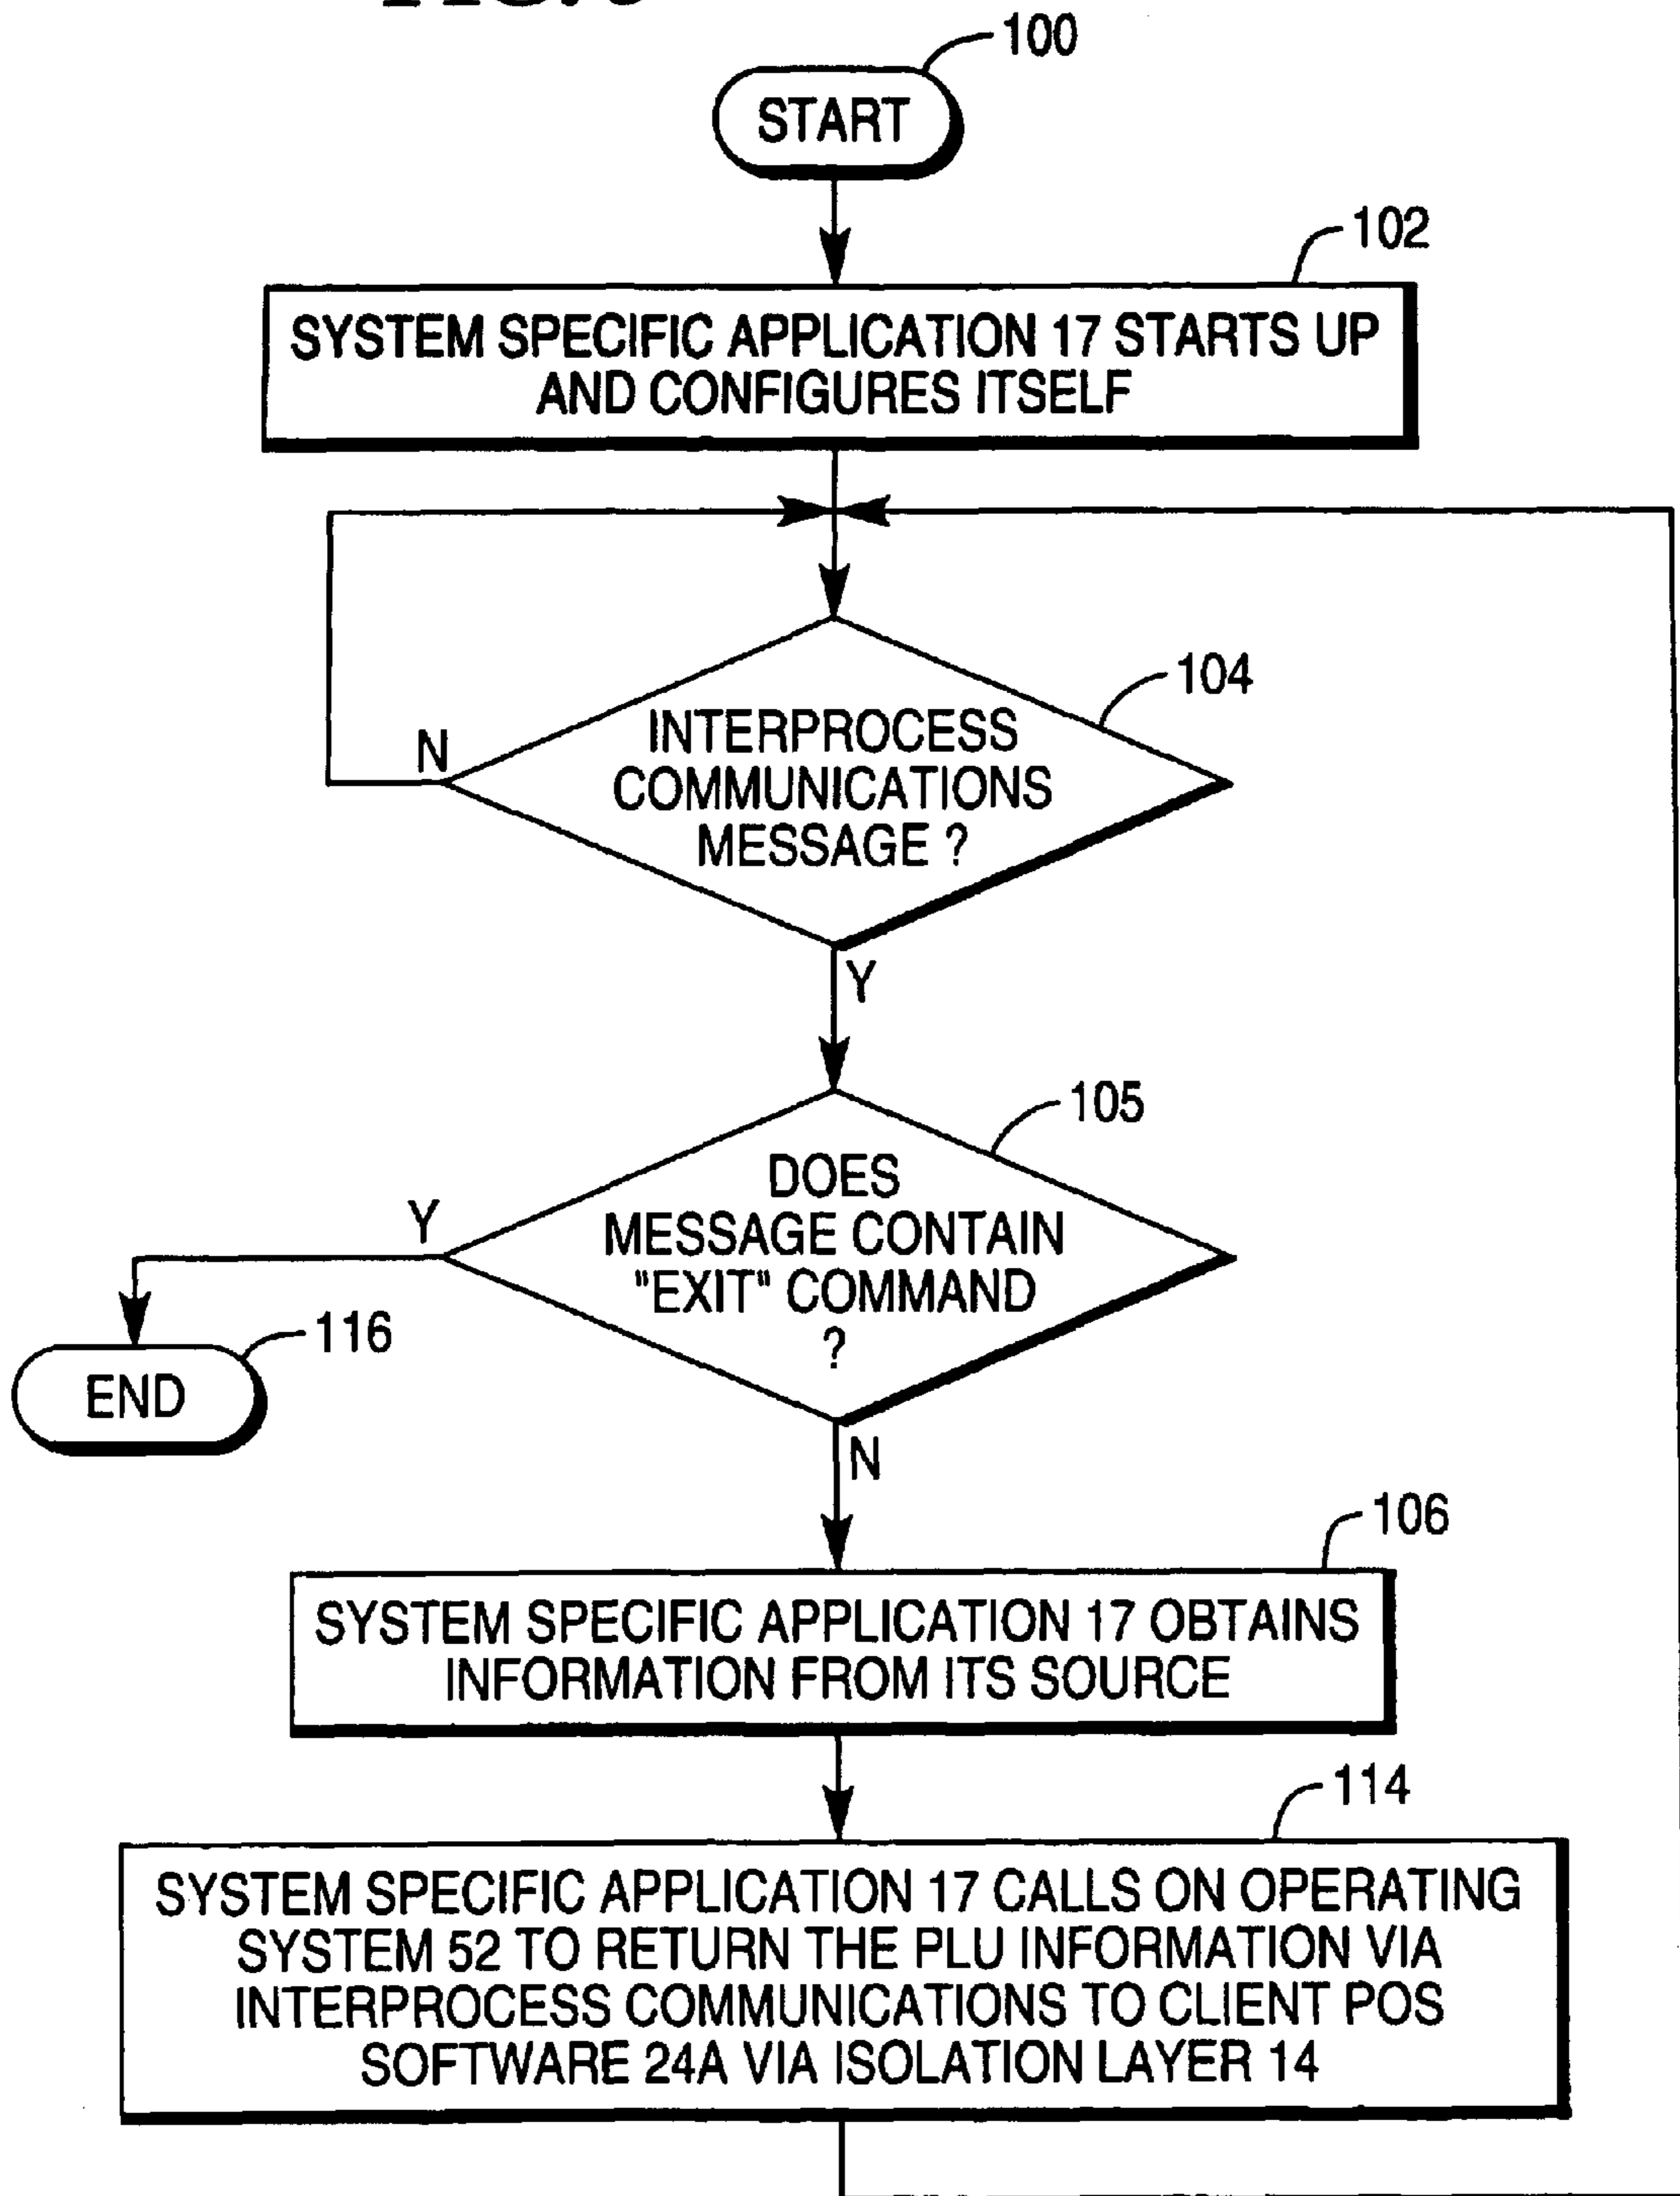 100
START
102
SYSTEM SPECIFIC APPLICATION 17 STARTS UP
AND CONFIGURES ITSELF
104
N
INTERPROCESS
COMMUNICATIONS
MESSAGE ?
Y
105
DOES
MESSAGE CONTAIN
"EXIT" COMMAND
?
Y
116
END
N
106
SYSTEM SPECIFIC APPLICATION 17 OBTAINS
INFORMATION FROM ITS SOURCE
114
SYSTEM SPECIFIC APPLICATION 17 CALLS ON OPERATING
SYSTEM 52 TO RETURN THE PLU INFORMATION VIA
INTERPROCESS COMMUNICATIONS TO CLIENT POS
SOFTWARE 24A VIA ISOLATION LAYER 14